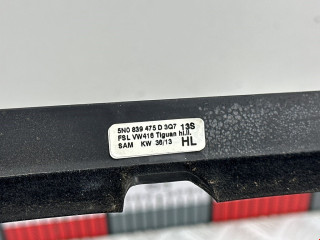 5N0 839 475 D 3Q7 13S
FSL VW416 Tiguan hi.li.
SAM KW 36/13 HL